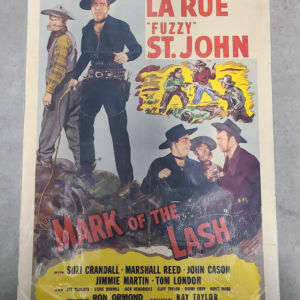 LA RUE
"FUZZY"
ST. JOHN
MARK OF THE LASH
WITH SUZI CRANDALL • MARSHALL REED • JOHN CASON
JIMMIE MARTIN • TOM LONDON
RON ORMOND
RAY TAYLOR